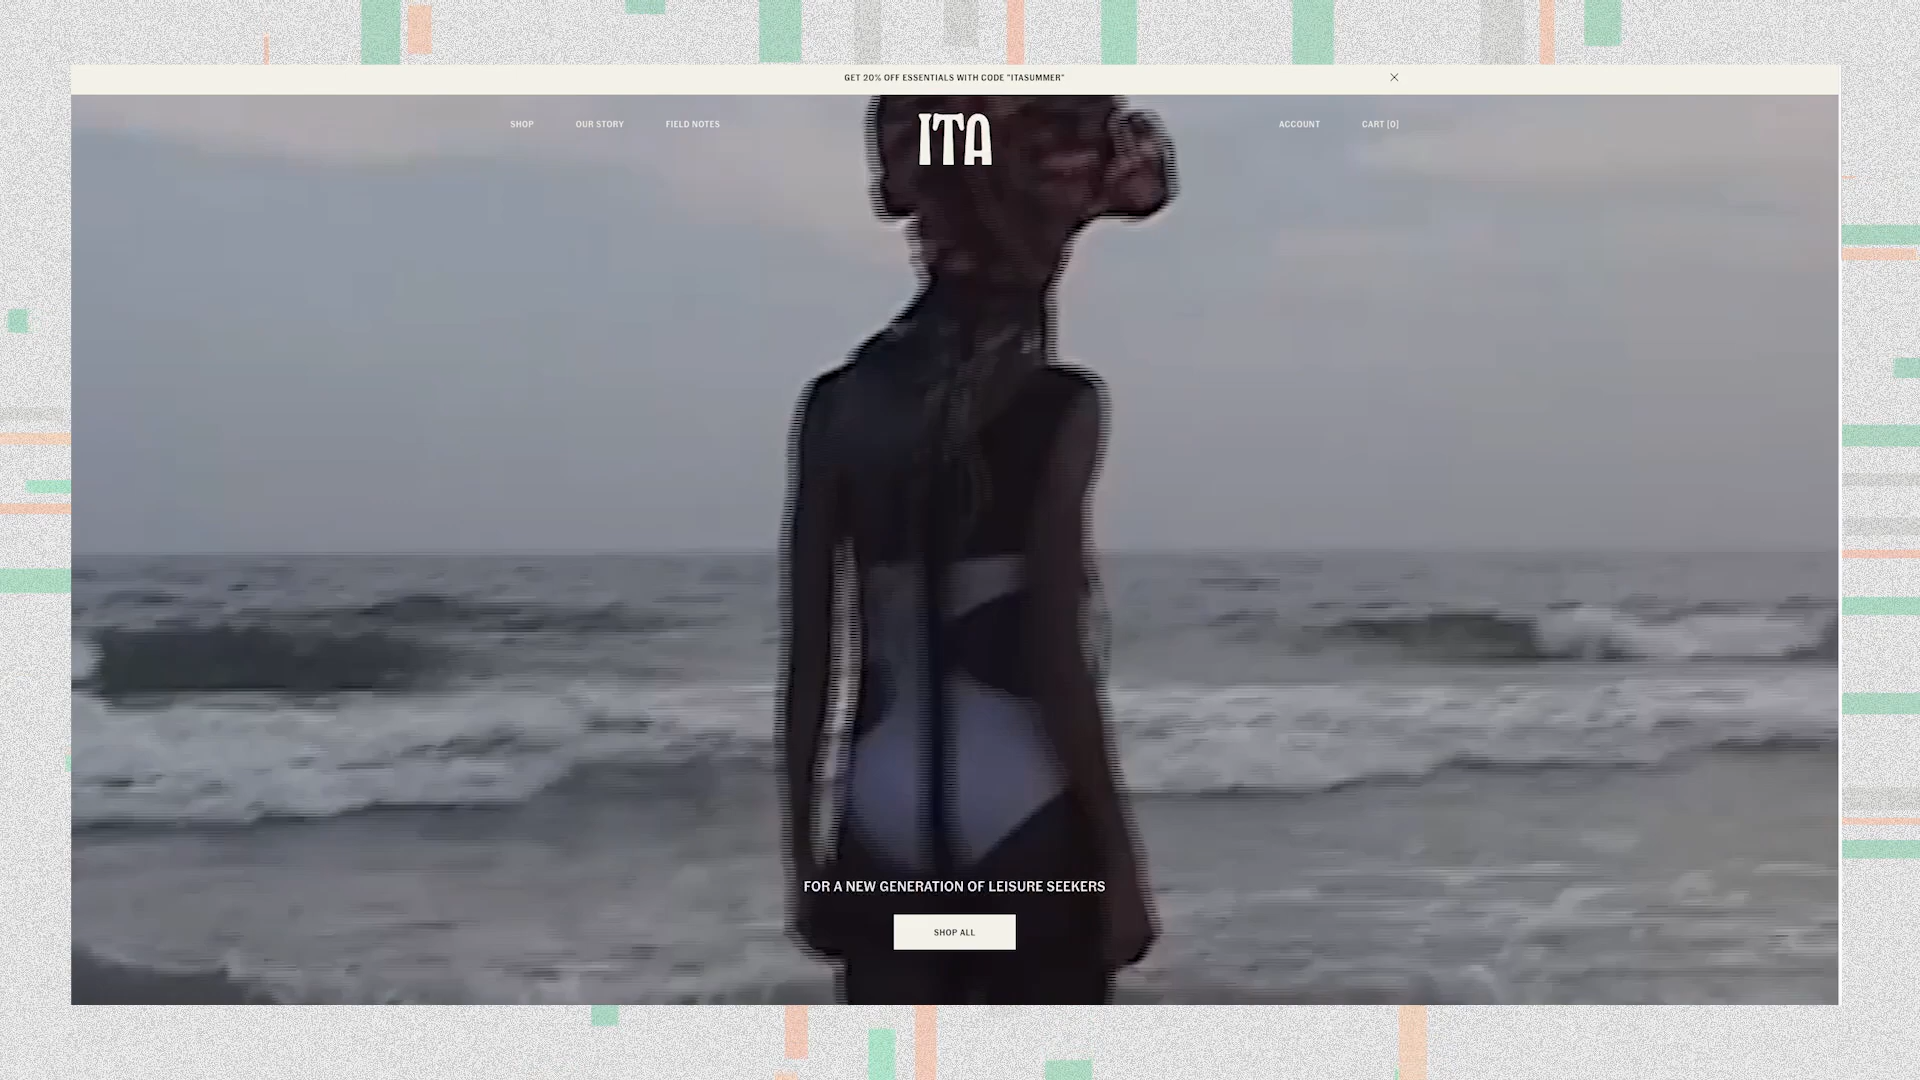 GET 20% OFF ESSENTIALS WITH CODE "ITASUMMER"
SHOP
OUR STORY
FIELD NOTES
ITA
ACCOUNT
CART [0]
FOR A NEW GENERATION OF LEISURE SEEKERS
SHOP ALL